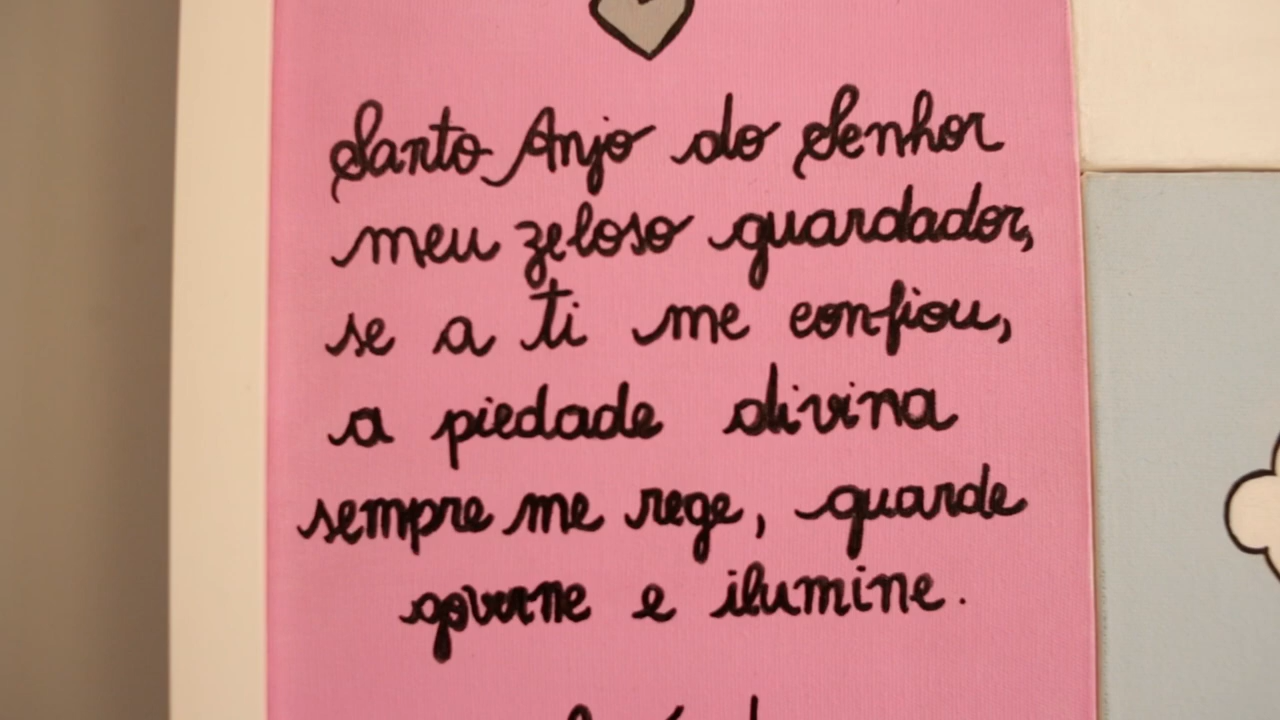 Santo Anjo do Senhor
meu zeloso guardador,
se a ti me confiou,
a piedade divina
sempre me rege, guarde
governe e ilumine.